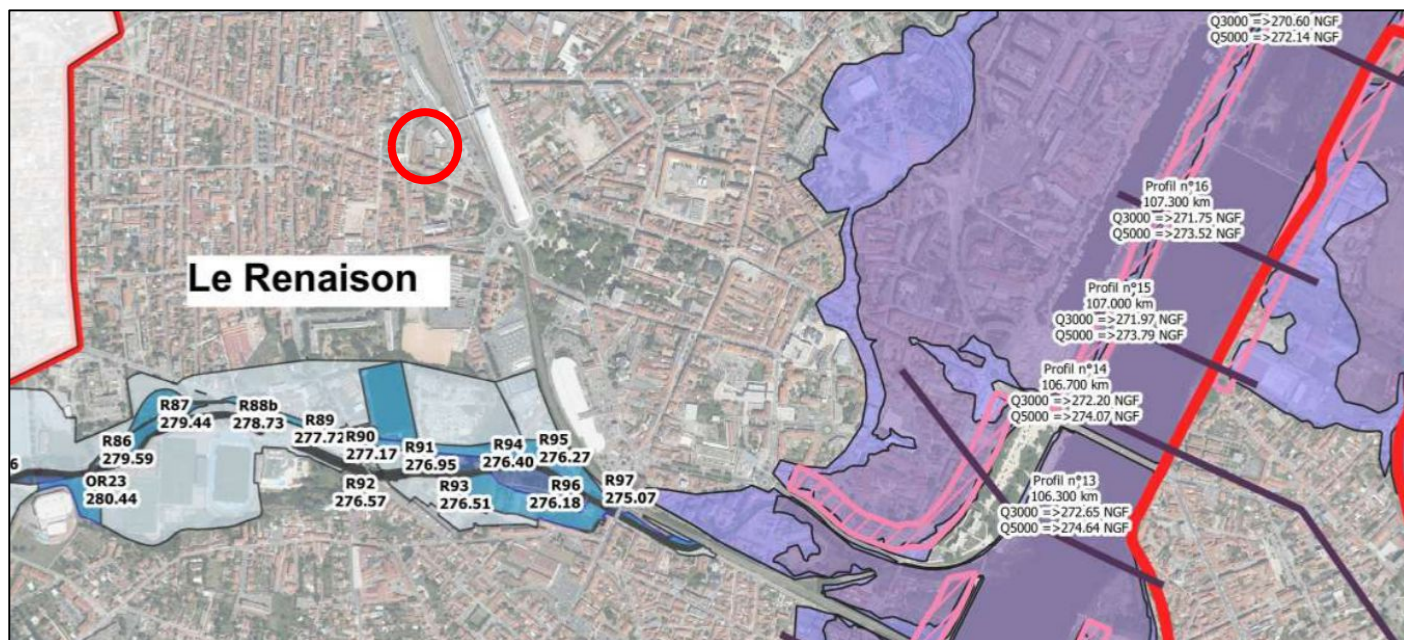 Q3000 =>270.60 NGF
Q5000 =>272.14 NGF
Profil n°16
107.300 km
Q3000 =>271.75 NGF
Q5000 =>273.52 NGF
Le Renaison
Profil n°15
107.000 km
Q3000 =>271.97 NGF
Q5000 =>273.79 NGF
Profil n°14
106.700 km
Q3000 =>272.20 NGF
Q5000 =>274.07 NGF
R87
279.44
R88b
278.73
R89
277.72
R86
279.59
R90
277.17
R91
276.95
R94
276.40
R95
276.27
6
OR23
280.44
R92
276.57
R93
276.51
R96
276.18
R97
275.07
Profil n°13
106.300 km
Q3000 =>272.65 NGF
Q5000 =>274.64 NGF